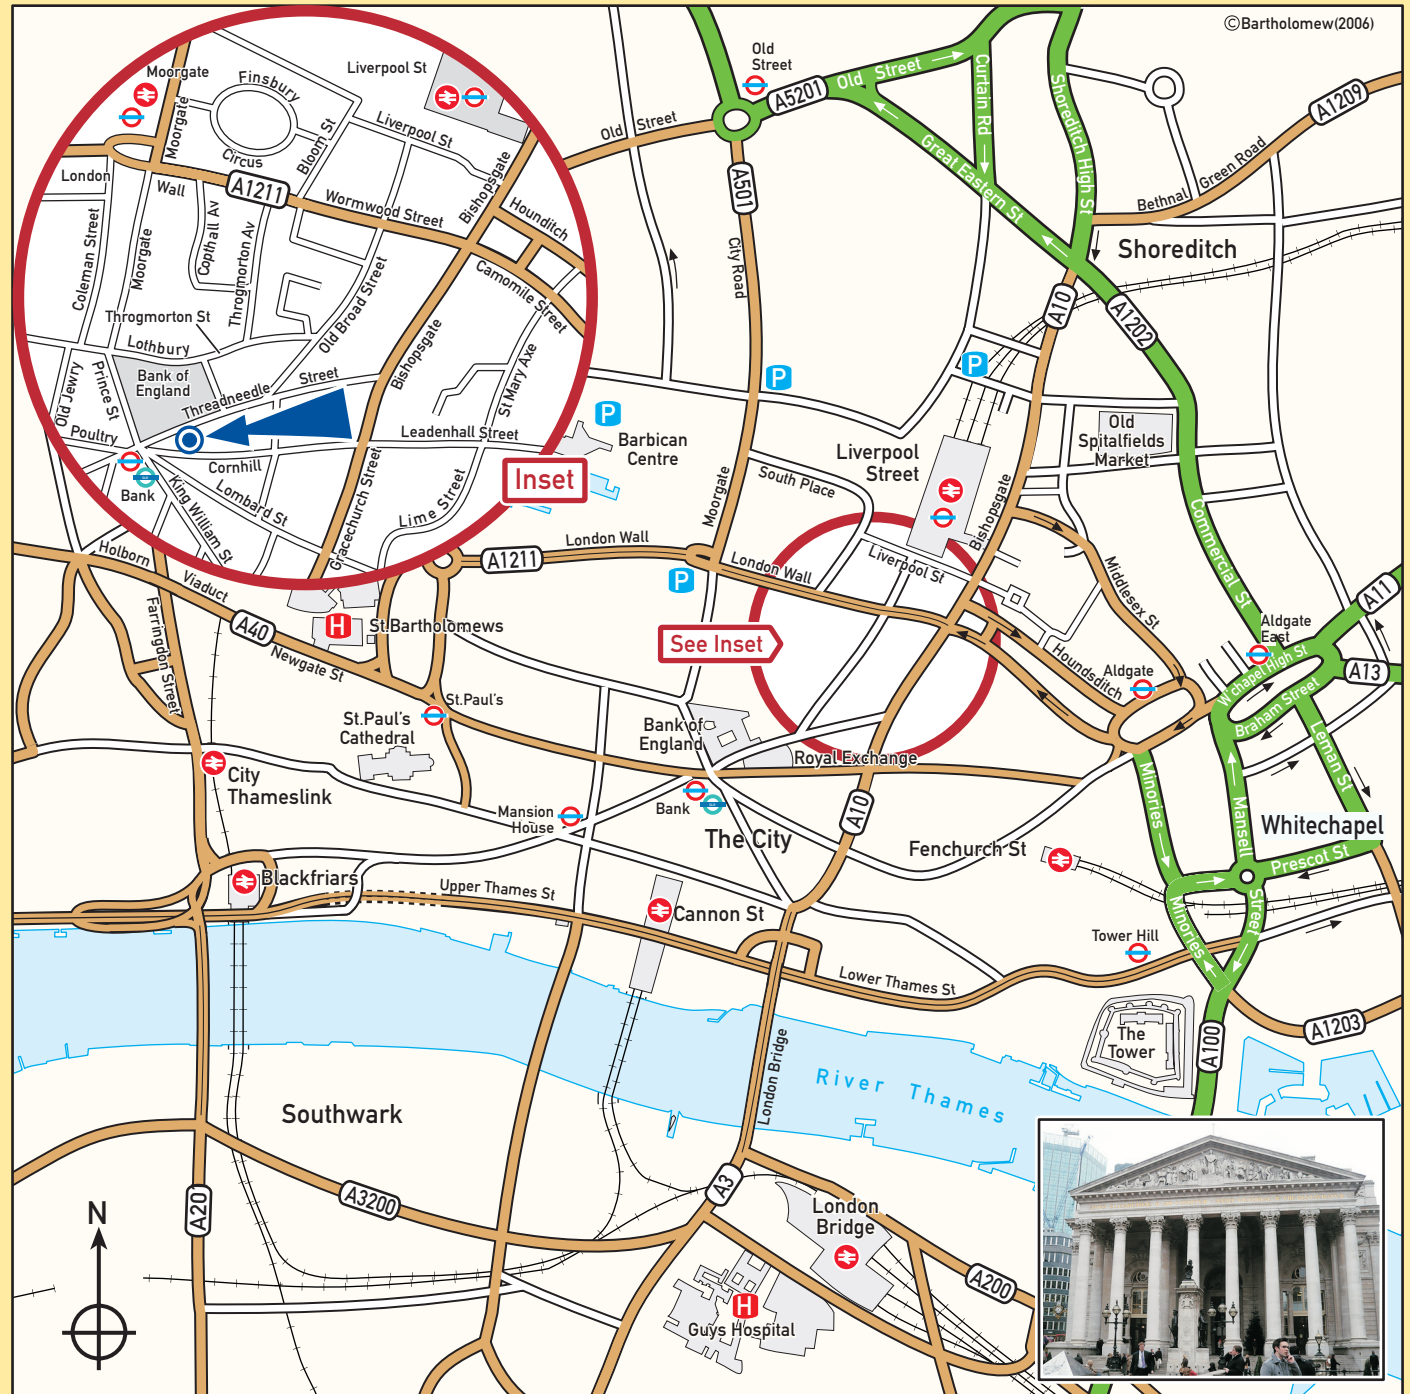 ©Bartholomew(2006)
Moorgate
Moorgate
Finsbury
Circus
Liverpool St
Liverpool St
Bloom St
Bishopsgate
London
Wall
A1211
Wormwood Street
Hounditch
Camomile Street
Coleman Street
Moorgate
Copthall Av
Throgmorton Av
Throgmorton St
Old Broad Street
Lothbury
Bishopsgate
Bank of
England
Prince St
Old Jewry
Threadneedle
Street
St Mary Axe
Poultry
Leadenhall Street
Cornhill
Bank
Lombard St
King William St
Gracechurch Street
Lime Street
Inset
Old
Street
A5201
Old Street
Old Street
Curtain Rd
Shoreditch High St
Great Eastern St
A1209
Green Road
Bethnal
A501
City Road
Shoreditch
A10
A1202
P
P
P
Barbican
Centre
Old
Spitalfields
Market
Liverpool
Street
South Place
Moorgate
Bishopsgate
Commercial St
Middlesex St
Liverpool St
London Wall
London Wall
A1211
P
Holborn
Viaduct
Farringdon Street
A40
Newgate St
H
St.Bartholomews
See Inset
Houndsditch
Aldgate
Aldgate
East
A11
A13
W'chapel High St
Braham Street
Leman St
St.Paul's
St.Paul's
Cathedral
Bank of
England
Royal Exchange
City
Thameslink
Mansion
House
Bank
The City
A10
Minories
Mansell
Street
Whitechapel
Prescot St
Fenchurch St
Blackfriars
Upper Thames St
Cannon St
Minories
Tower Hill
Lower Thames St
The
Tower
A100
A1203
London Bridge
River Thames
Southwark
N
A20
A3200
A3
London
Bridge
A200
H
Guys Hospital